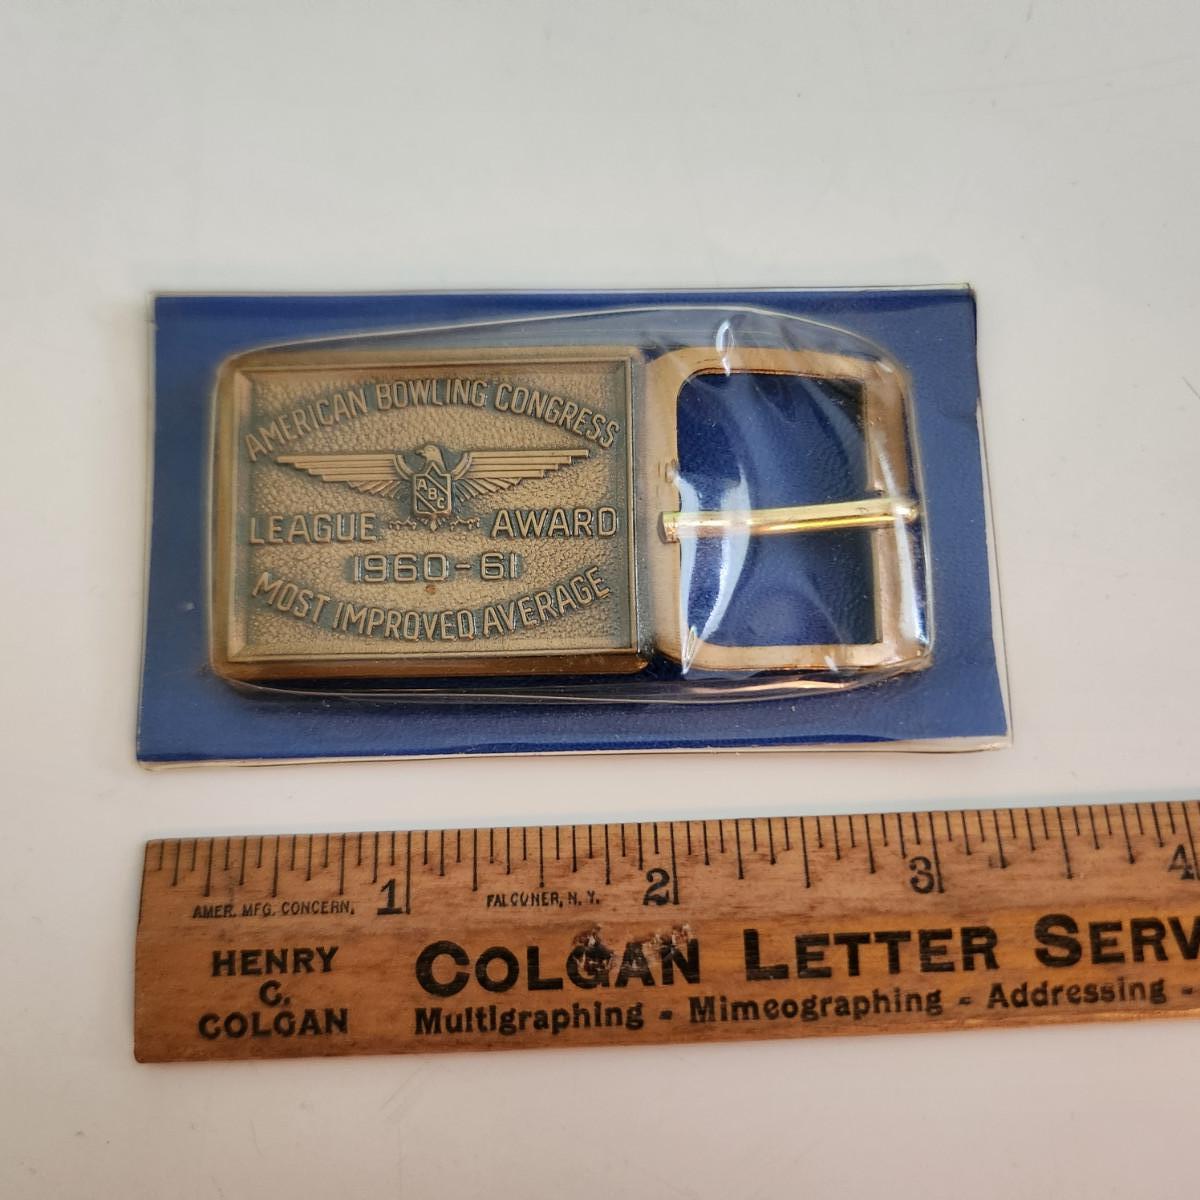 AMERICAN BOWLING CONGRESS
ABC
LEAGUE AWARD
1960-61
MOST IMPROVED AVERAGE
1 2 3 4
AMER. MFG. CONCERN, FALCONER, N. Y.
HENRY
C.
COLGAN
COLGAN LETTER SERV
Multigraphing - Mimeographing - Addressing -